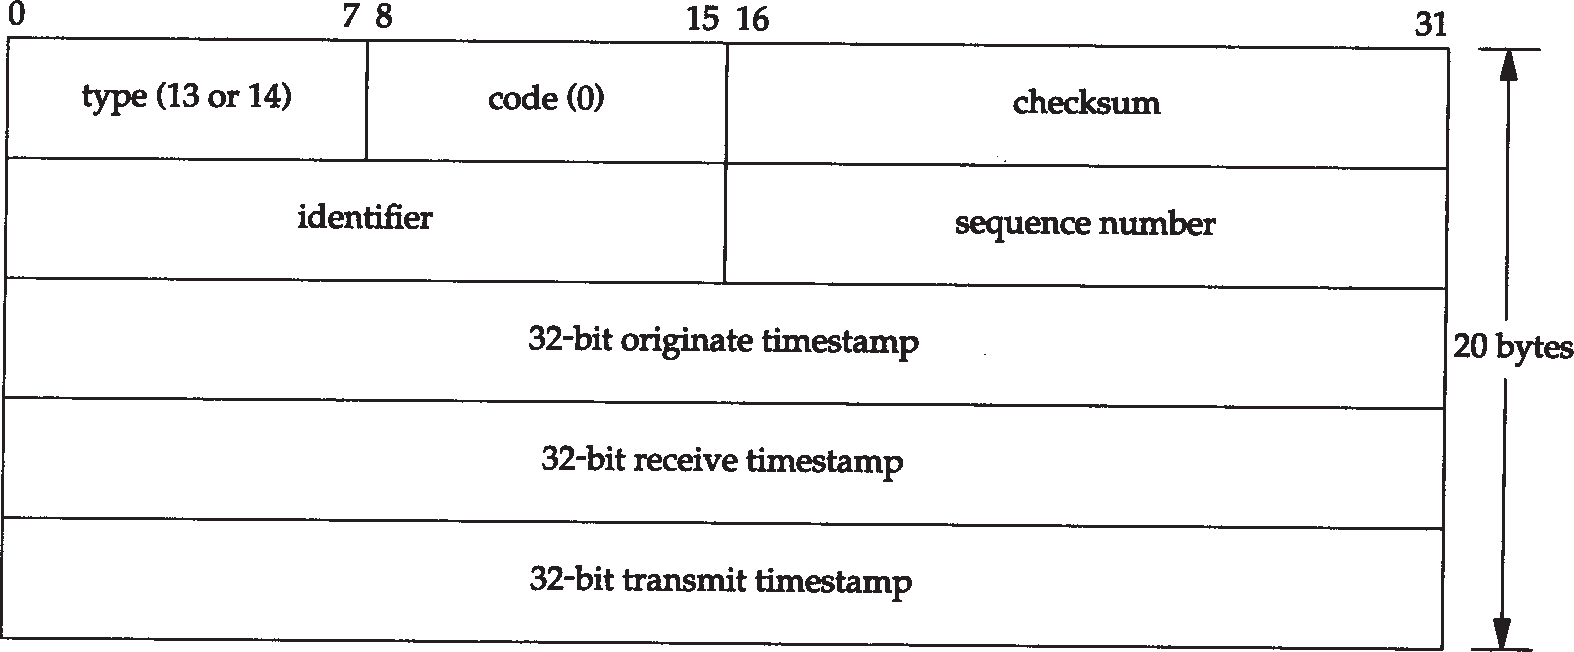 0 7 8 15 16 31
type (13 or 14) code (0) checksum
identifier sequence number
32-bit originate timestamp
20 bytes
32-bit receive timestamp
32-bit transmit timestamp